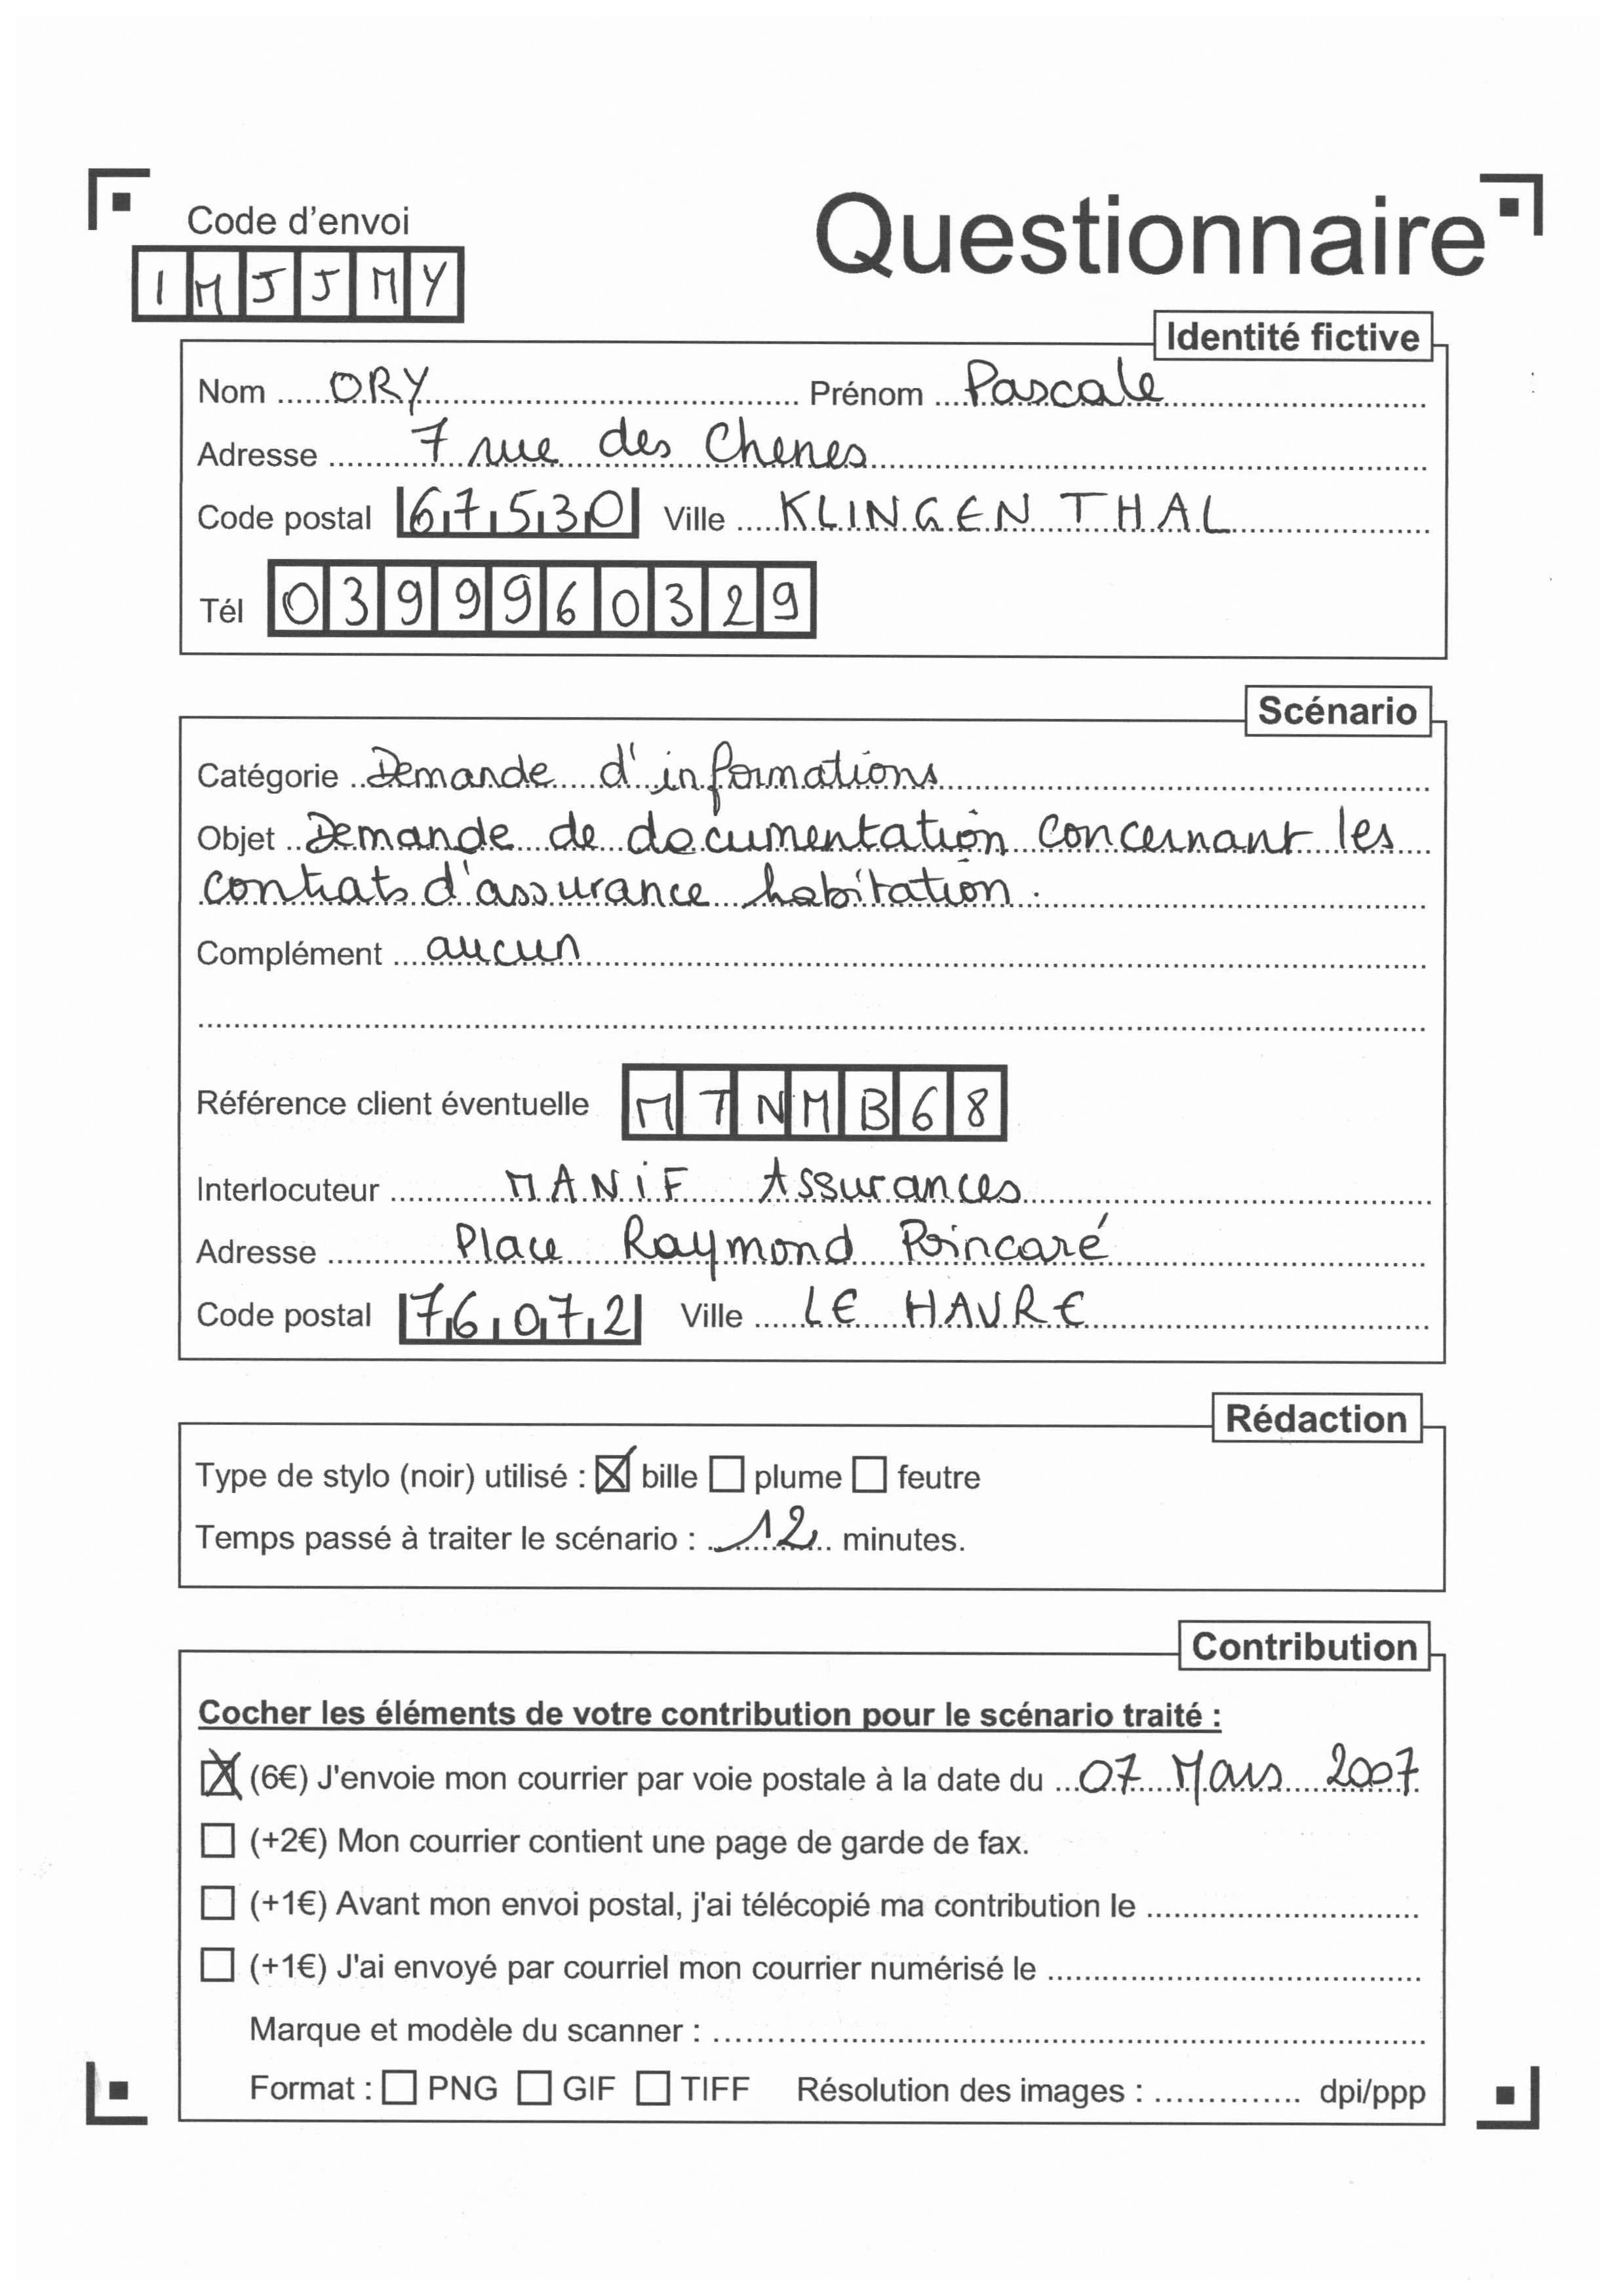 Code d'envoi
Questionnaire
IMJJMY
Identité fictive
Nom ORY Prénom Pascale
Adresse 7 rue des Chenes
Code postal 67530 Ville KLINGENTHAL
Tél 0399960329
Scénario
Catégorie Demande d'informations
Objet Demande de documentation concernant les
contrats d'assurance habitation.
Complément aucun
Référence client éventuelle MTNMB68
Interlocuteur MANiF Assurances
Adresse Place Raymond Poincaré
Code postal 76072 Ville LE HAVRE
Rédaction
Type de stylo (noir) utilisé : ☒ bille ☐ plume ☐ feutre
Temps passé à traiter le scénario : 12 minutes.
Contribution
Cocher les éléments de votre contribution pour le scénario traité :
☒ (6€) J'envoie mon courrier par voie postale à la date du 07 Mars 2007
☐ (+2€) Mon courrier contient une page de garde de fax.
☐ (+1€) Avant mon envoi postal, j'ai télécopié ma contribution le
☐ (+1€) J'ai envoyé par courriel mon courrier numérisé le
Marque et modèle du scanner :
Format : ☐ PNG ☐ GIF ☐ TIFF Résolution des images : dpi/ppp